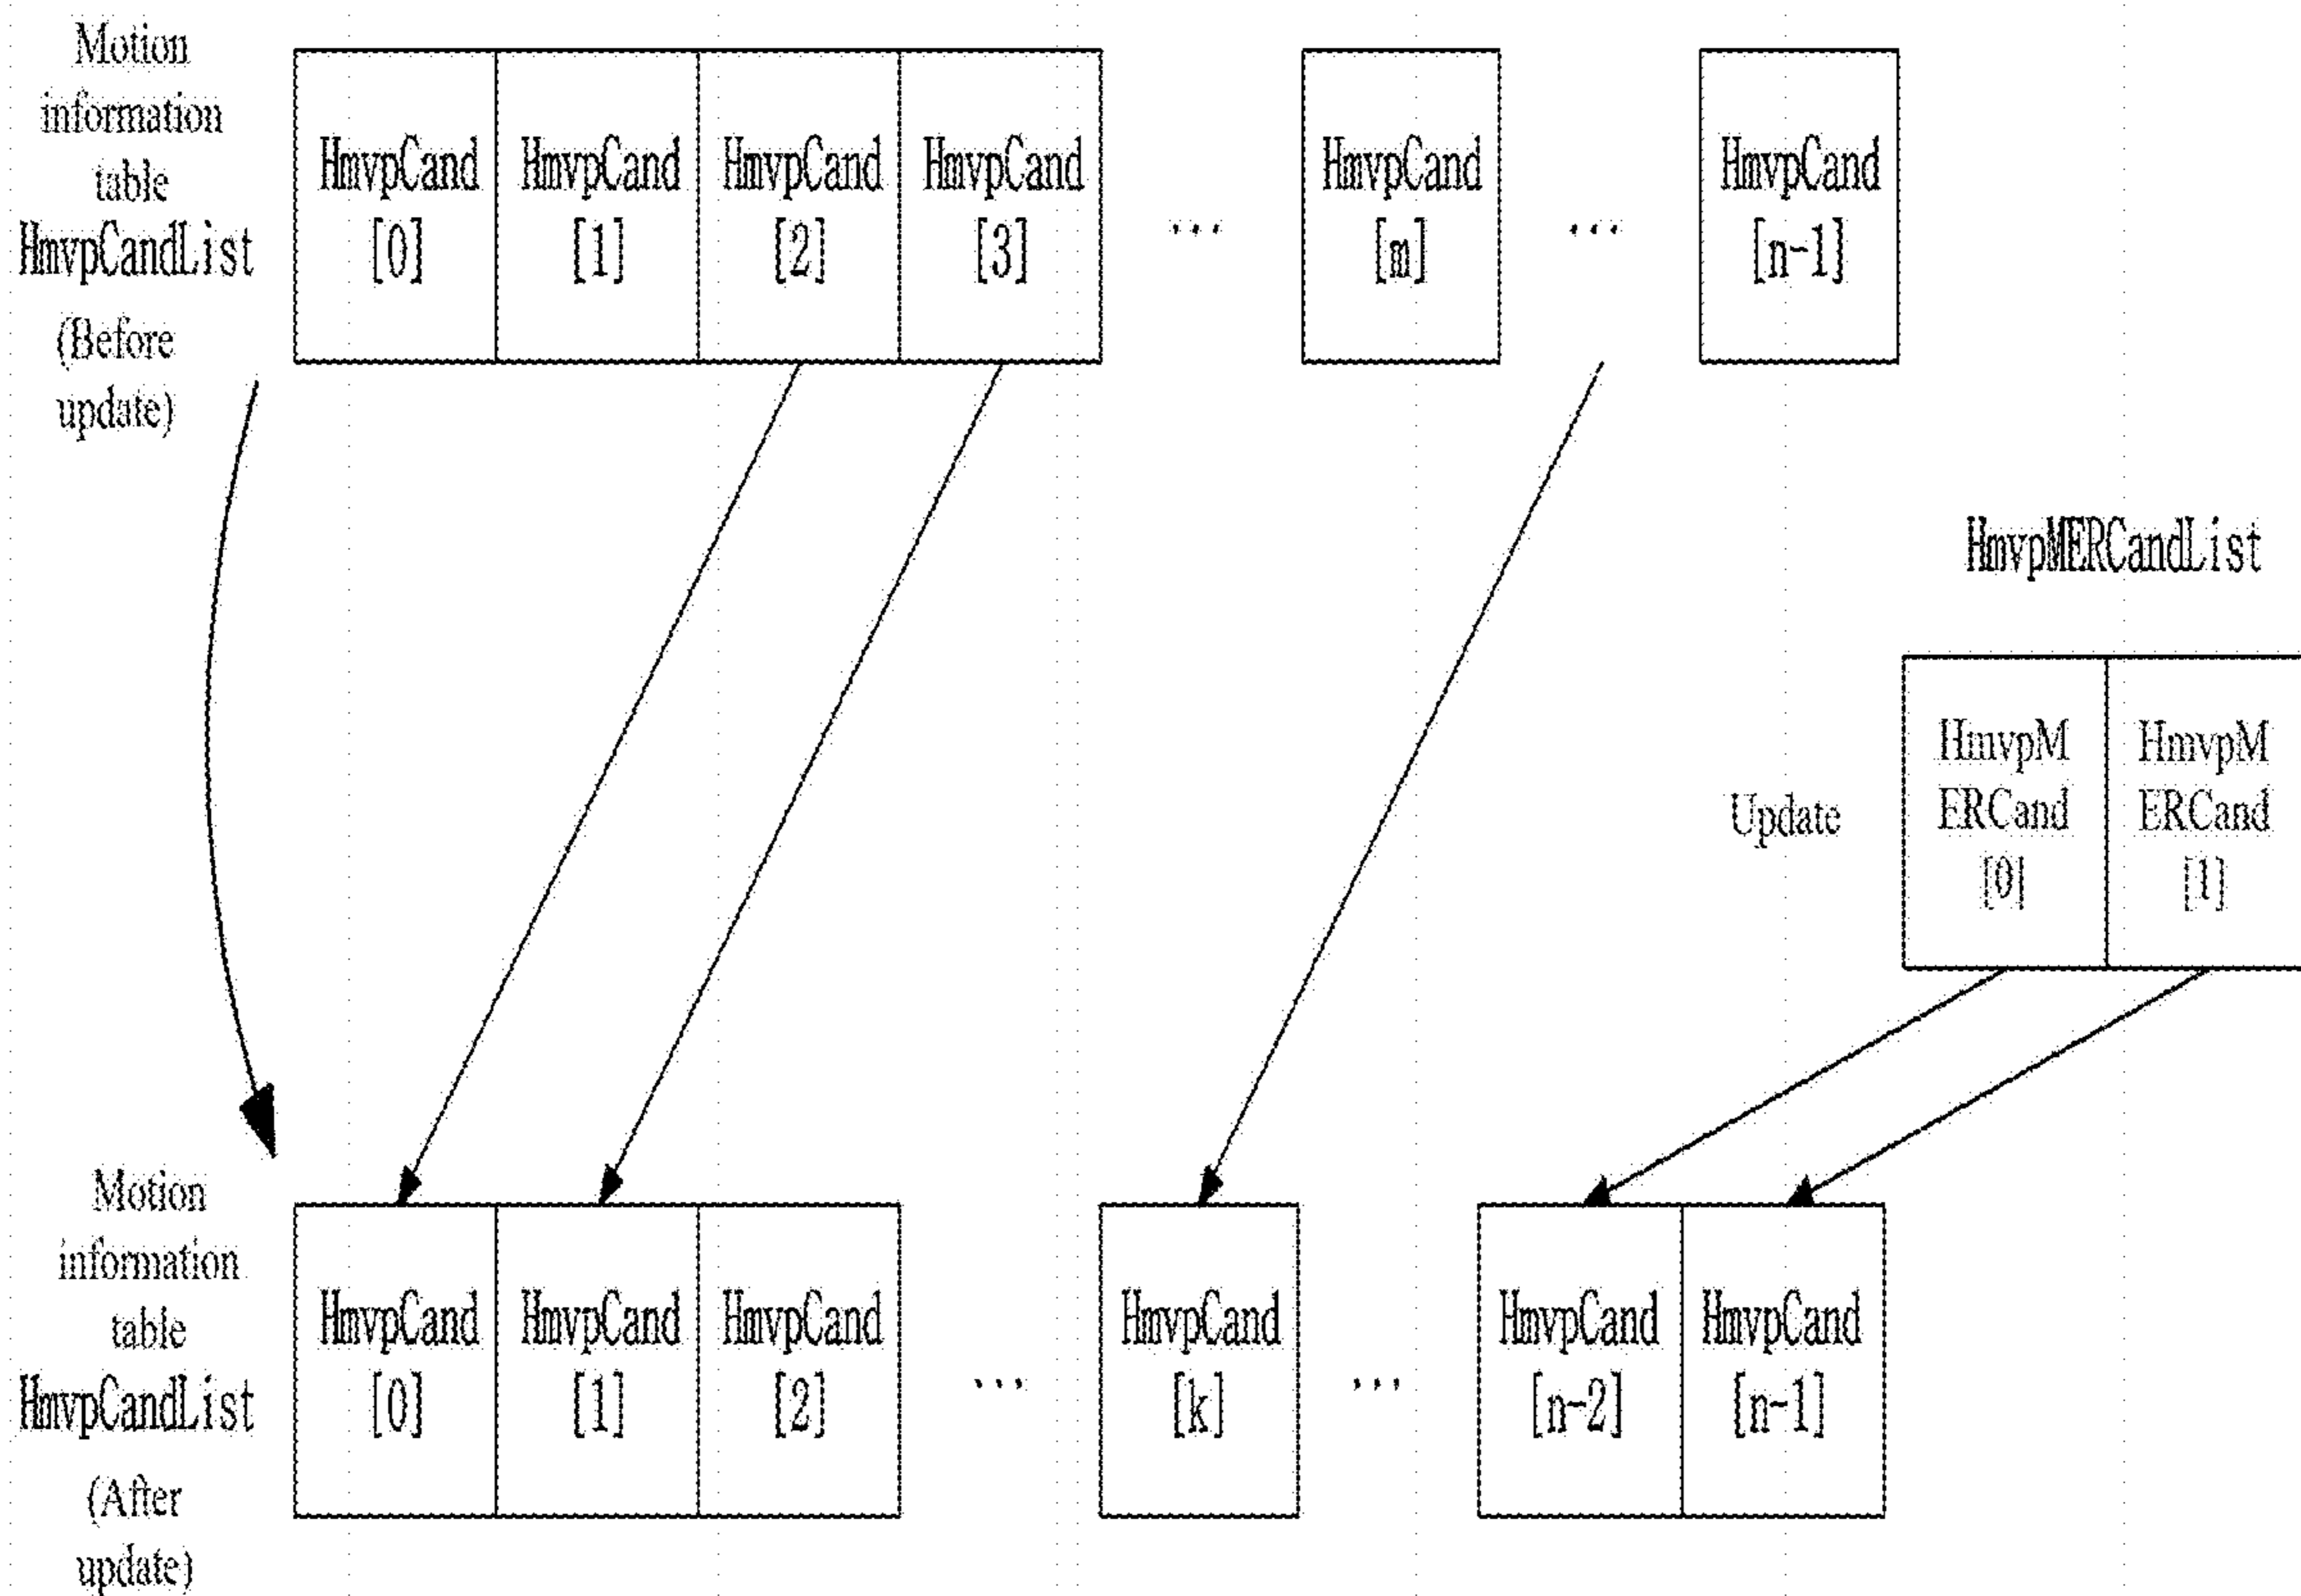 Motion
information
table
HmvpCandList
(Before
update)
HmvpCand
[0]
HmvpCand
[1]
HmvpCand
[2]
HmvpCand
[3]
...
HmvpCand
[m]
...
HmvpCand
[n-1]
HmvpMERCandList
Update
HmvpM
ERCand
[0]
HmvpM
ERCand
[1]
Motion
information
table
HmvpCandList
(After
update)
HmvpCand
[0]
HmvpCand
[1]
HmvpCand
[2]
...
HmvpCand
[k]
...
HmvpCand
[n-2]
HmvpCand
[n-1]